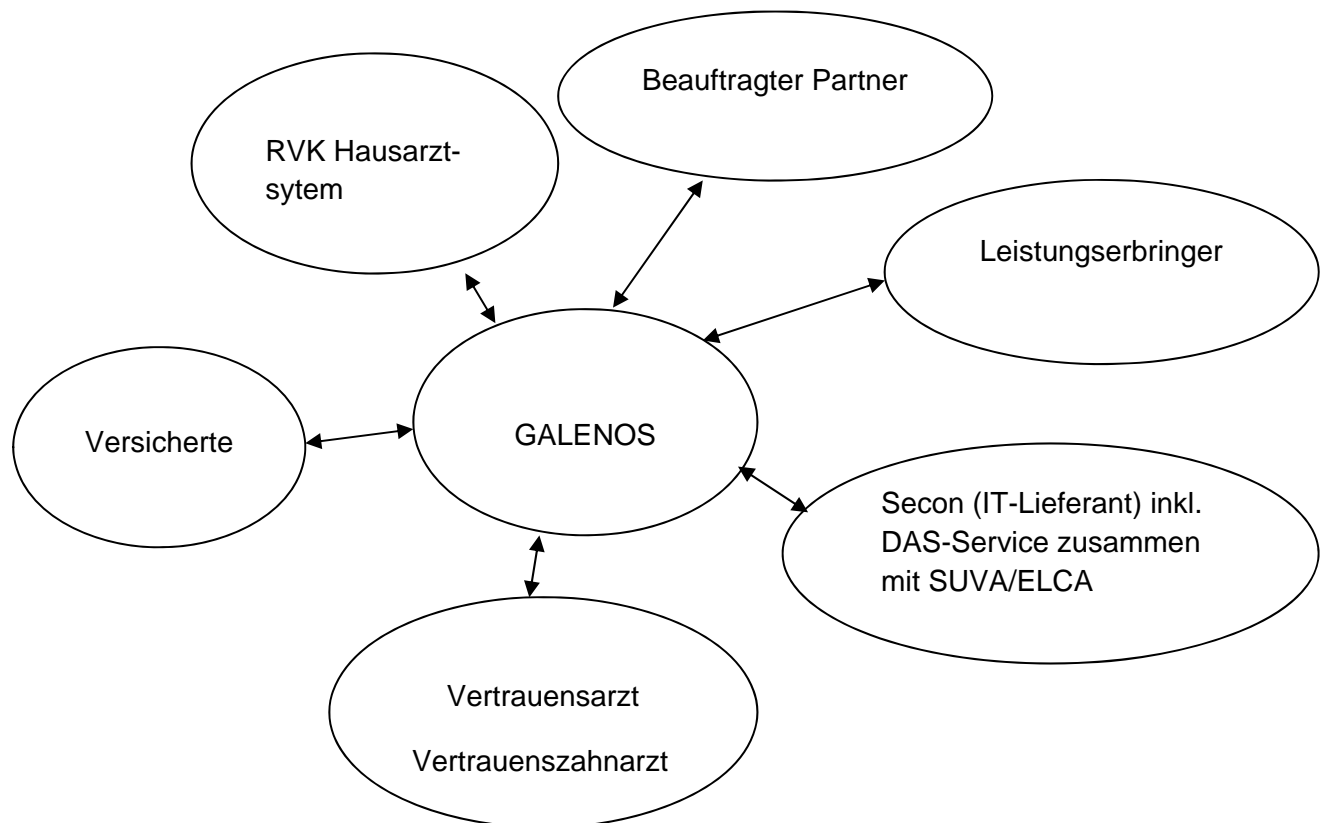 Beauftragter Partner
RVK Hausarzt-
sytem
Leistungserbringer
Versicherte
GALENOS
Secon (IT-Lieferant) inkl.
DAS-Service zusammen
mit SUVA/ELCA
Vertrauensarzt
Vertrauenszahnarzt